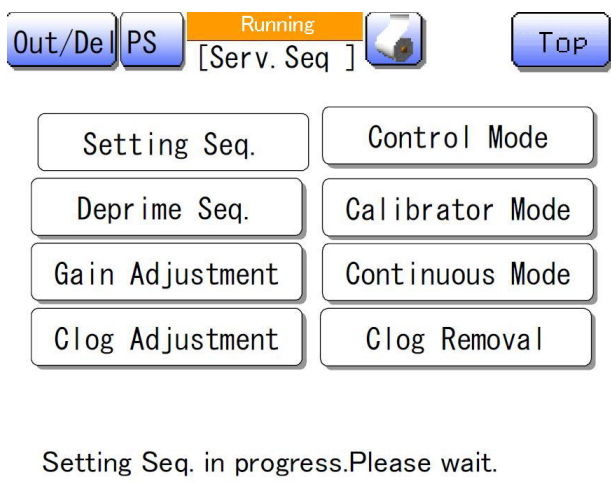 Out/Del PS Running Top
[Serv. Seq ]
Setting Seq. Control Mode
Deprime Seq. Calibrator Mode
Gain Adjustment Continuous Mode
Clog Adjustment Clog Removal
Setting Seq. in progress.Please wait.